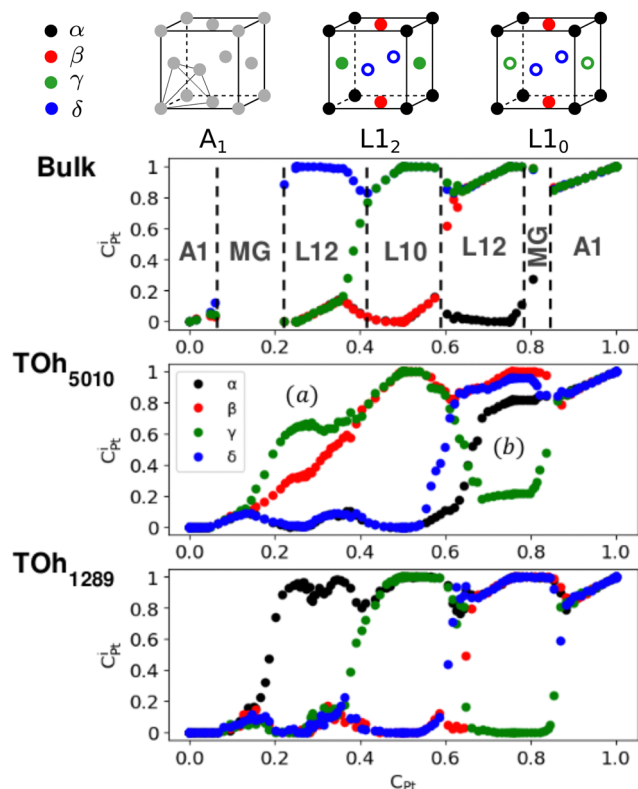 α
β
γ
δ
A₁ L1₂ L1₀
Bulk
A1 MG L12 L10 L12 MG A1
CⁱPt
1
0.8
0.6
0.4
0.2
0
0.0 0.2 0.4 0.6 0.8 1.0
TOh₅₀₁₀
α
β
γ
δ
(a)
(b)
CⁱPt
1
0.8
0.6
0.4
0.2
0
0.0 0.2 0.4 0.6 0.8 1.0
TOh₁₂₈₉
CⁱPt
1
0.8
0.6
0.4
0.2
0
0.0 0.2 0.4 0.6 0.8 1.0
CPt